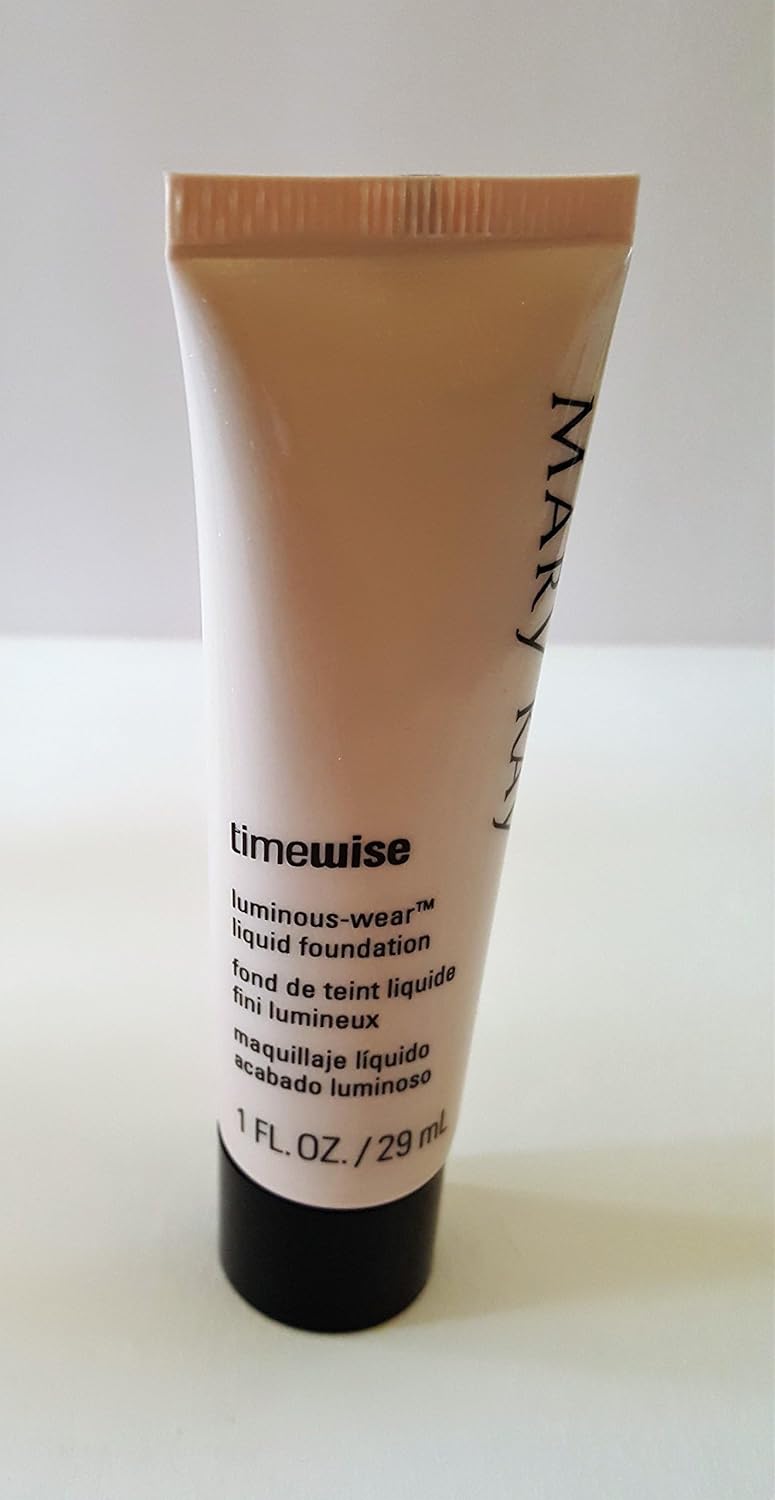 MARY KAY
timewise
luminous-wear™
liquid foundation
fond de teint liquide
fini lumineux
maquillaje líquido
acabado luminoso
1 FL. OZ. / 29 mL